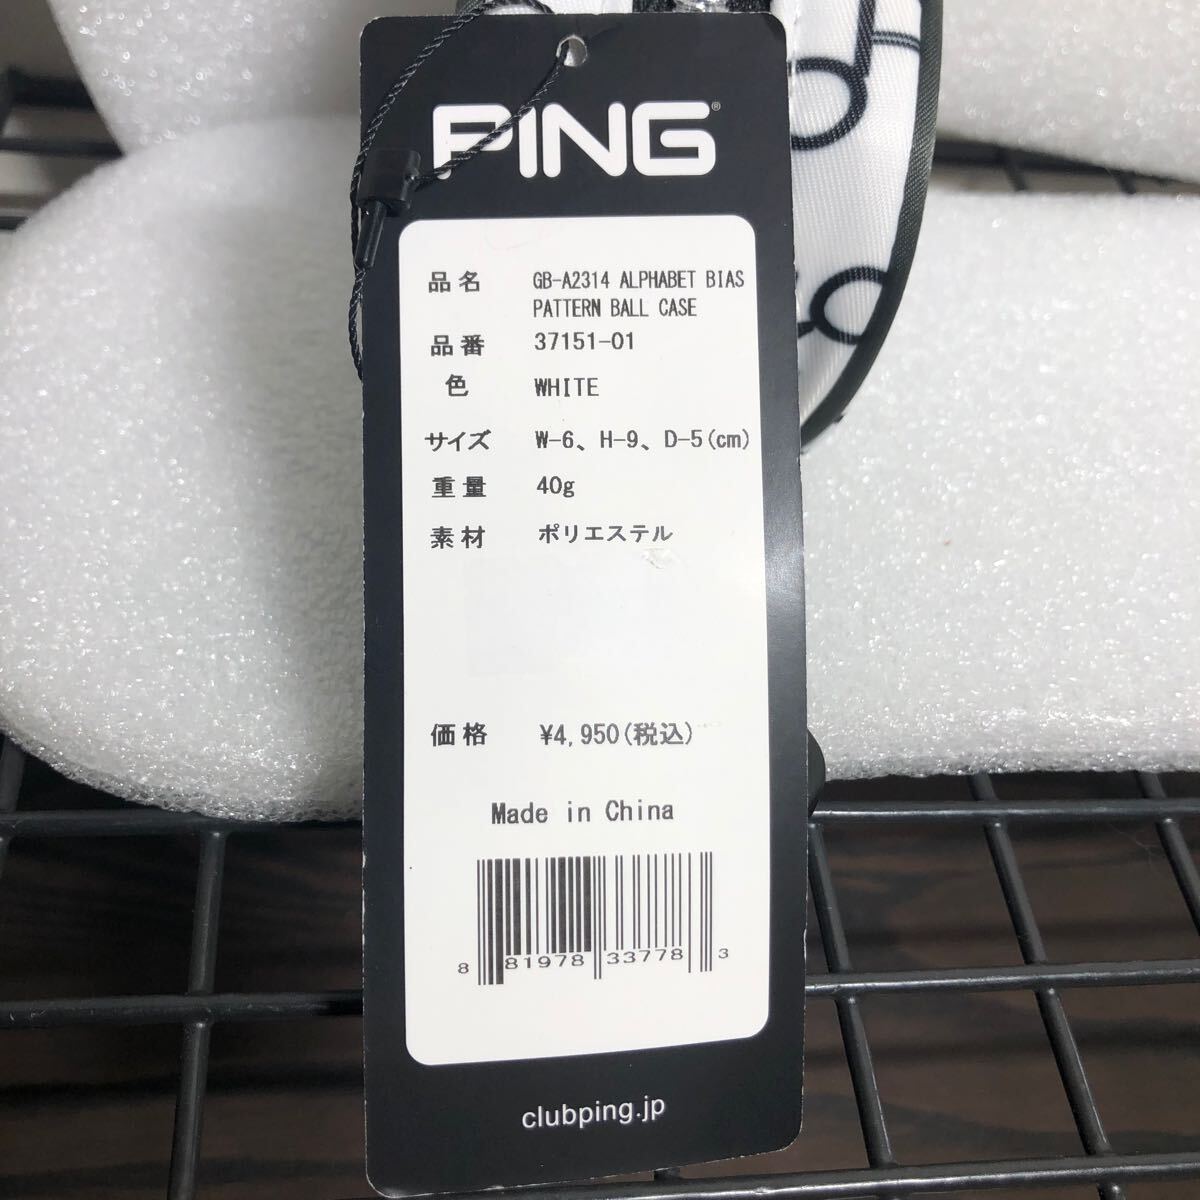 PING®
品名 GB-A2314 ALPHABET BIAS
PATTERN BALL CASE
品番 37151-01
色 WHITE
サイズ W-6、H-9、D-5(cm)
重量 40g
素材 ポリエステル
価格 ¥4,950(税込)
Made in China
8 81978 33778 3
clubping.jp